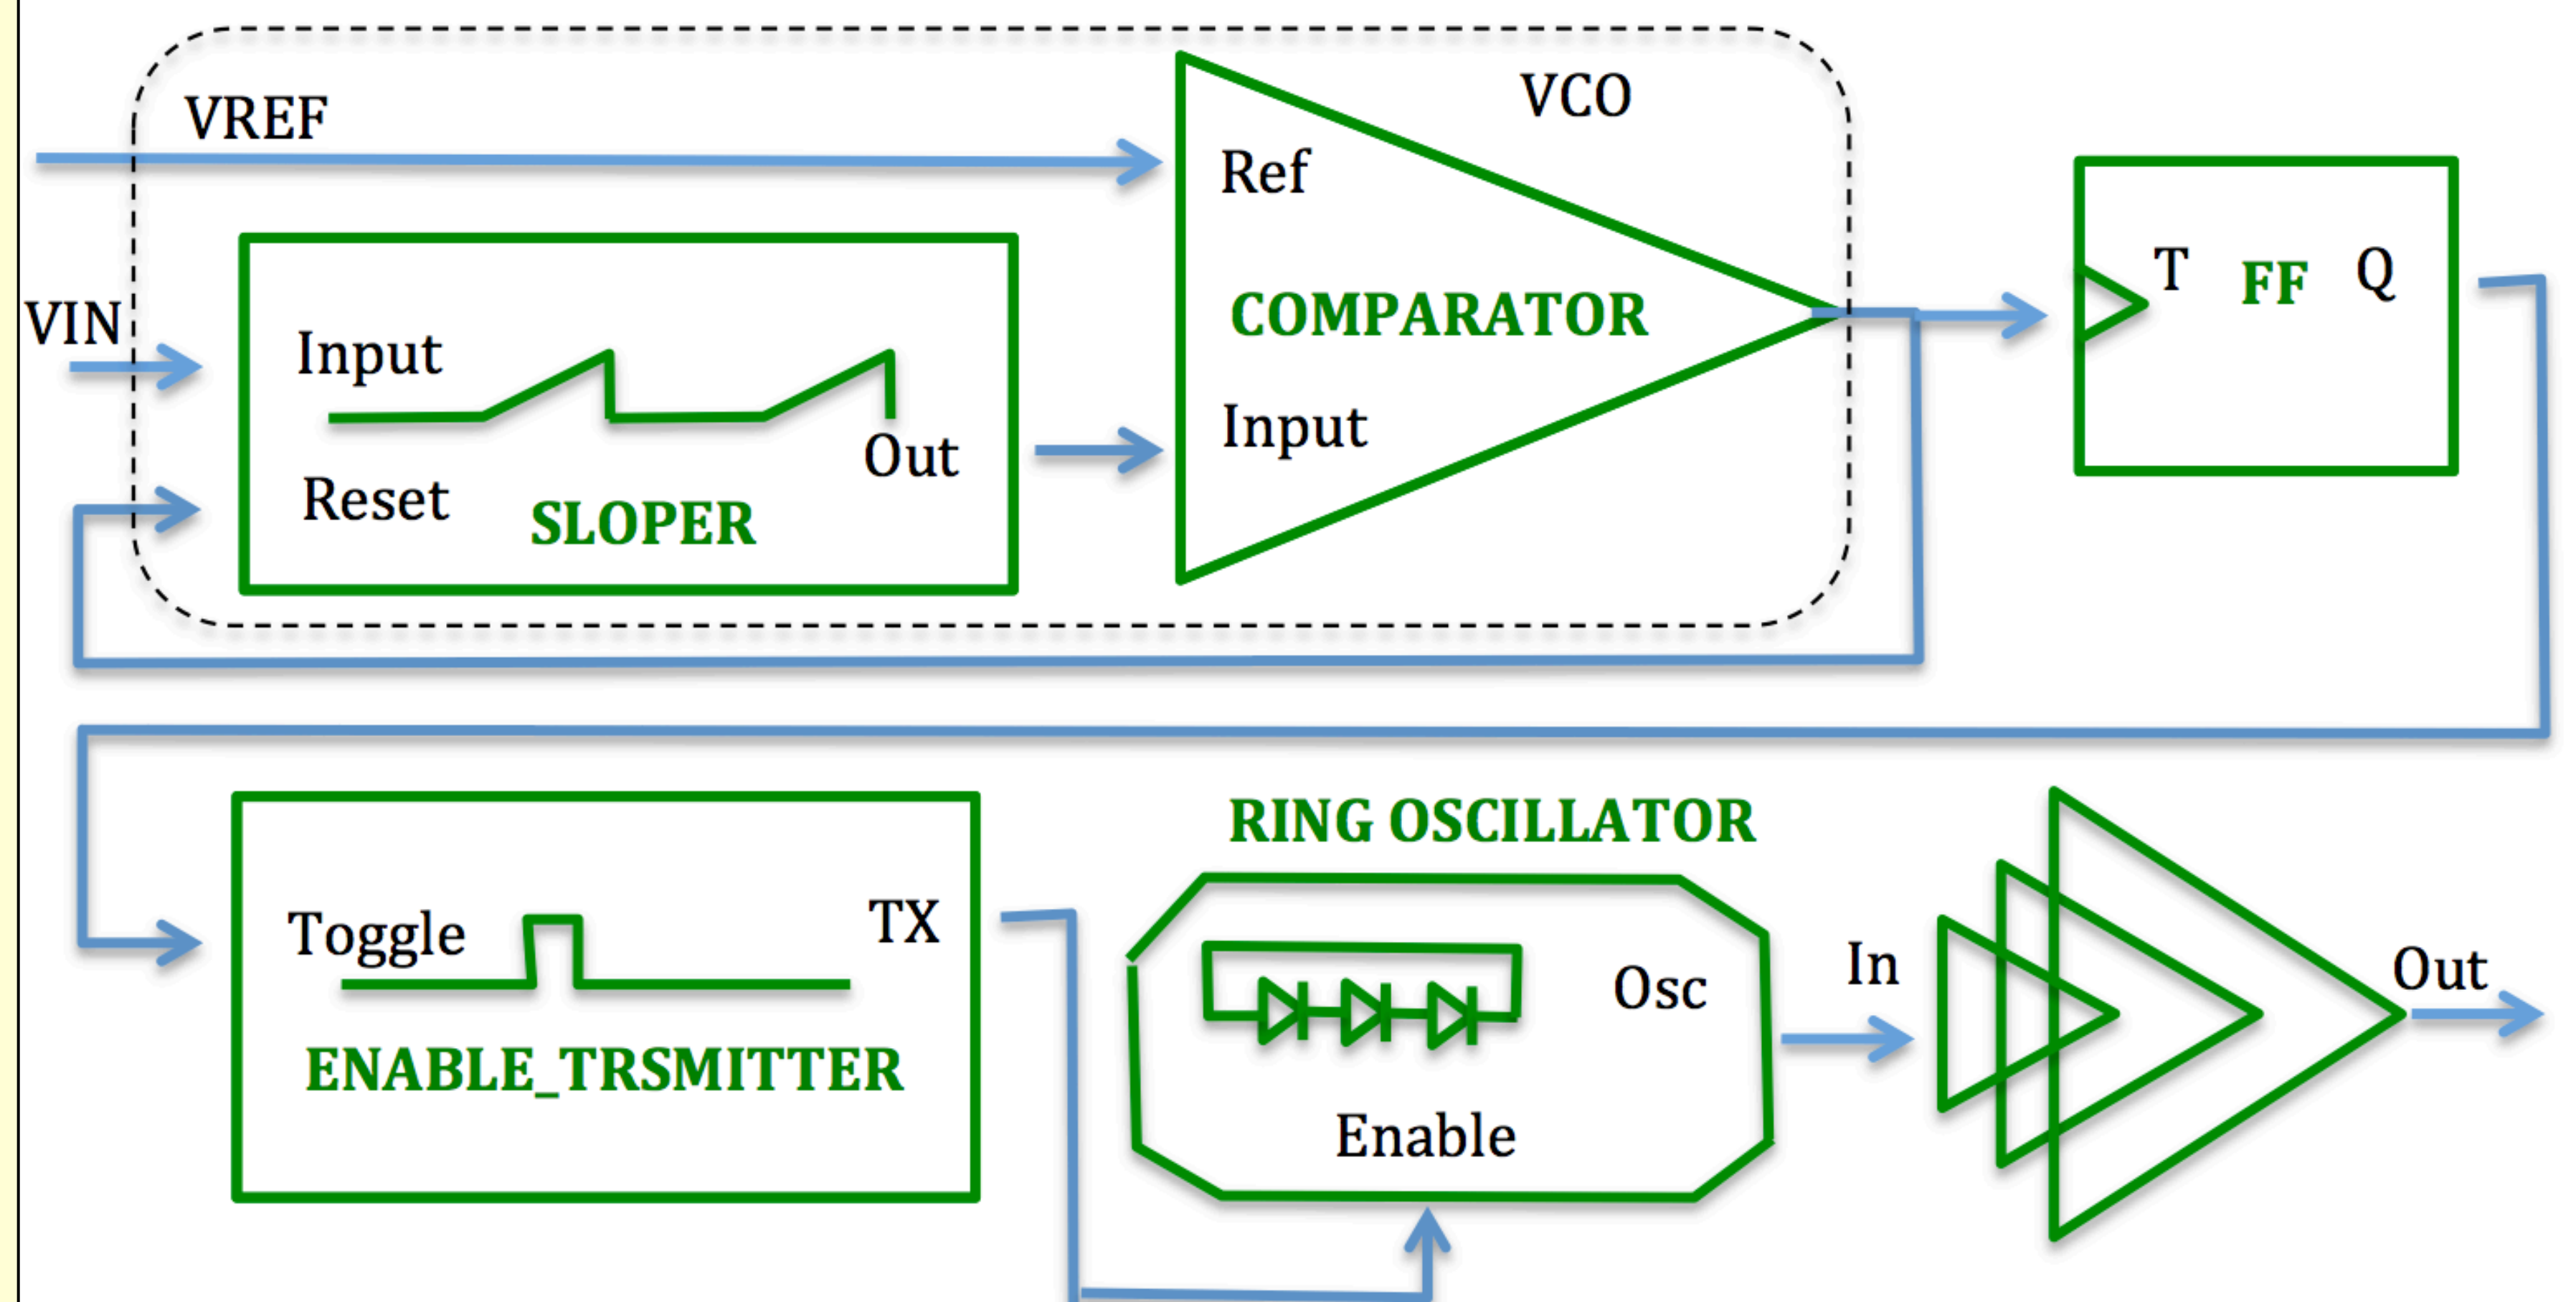 VREF
VCO
Ref
VIN
Input
COMPARATOR
T FF Q
Input
Out
Reset
SLOPER
RING OSCILLATOR
Toggle
TX
Osc
In
Out
ENABLE_TRSMITTER
Enable